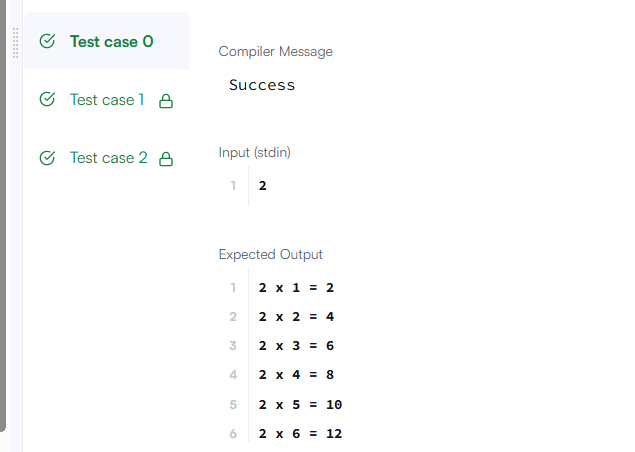 Test case 0
Test case 1
Test case 2
Compiler Message
Success
Input (stdin)
1 2
Expected Output
1 2 x 1 = 2
2 2 x 2 = 4
3 2 x 3 = 6
4 2 x 4 = 8
5 2 x 5 = 10
6 2 x 6 = 12